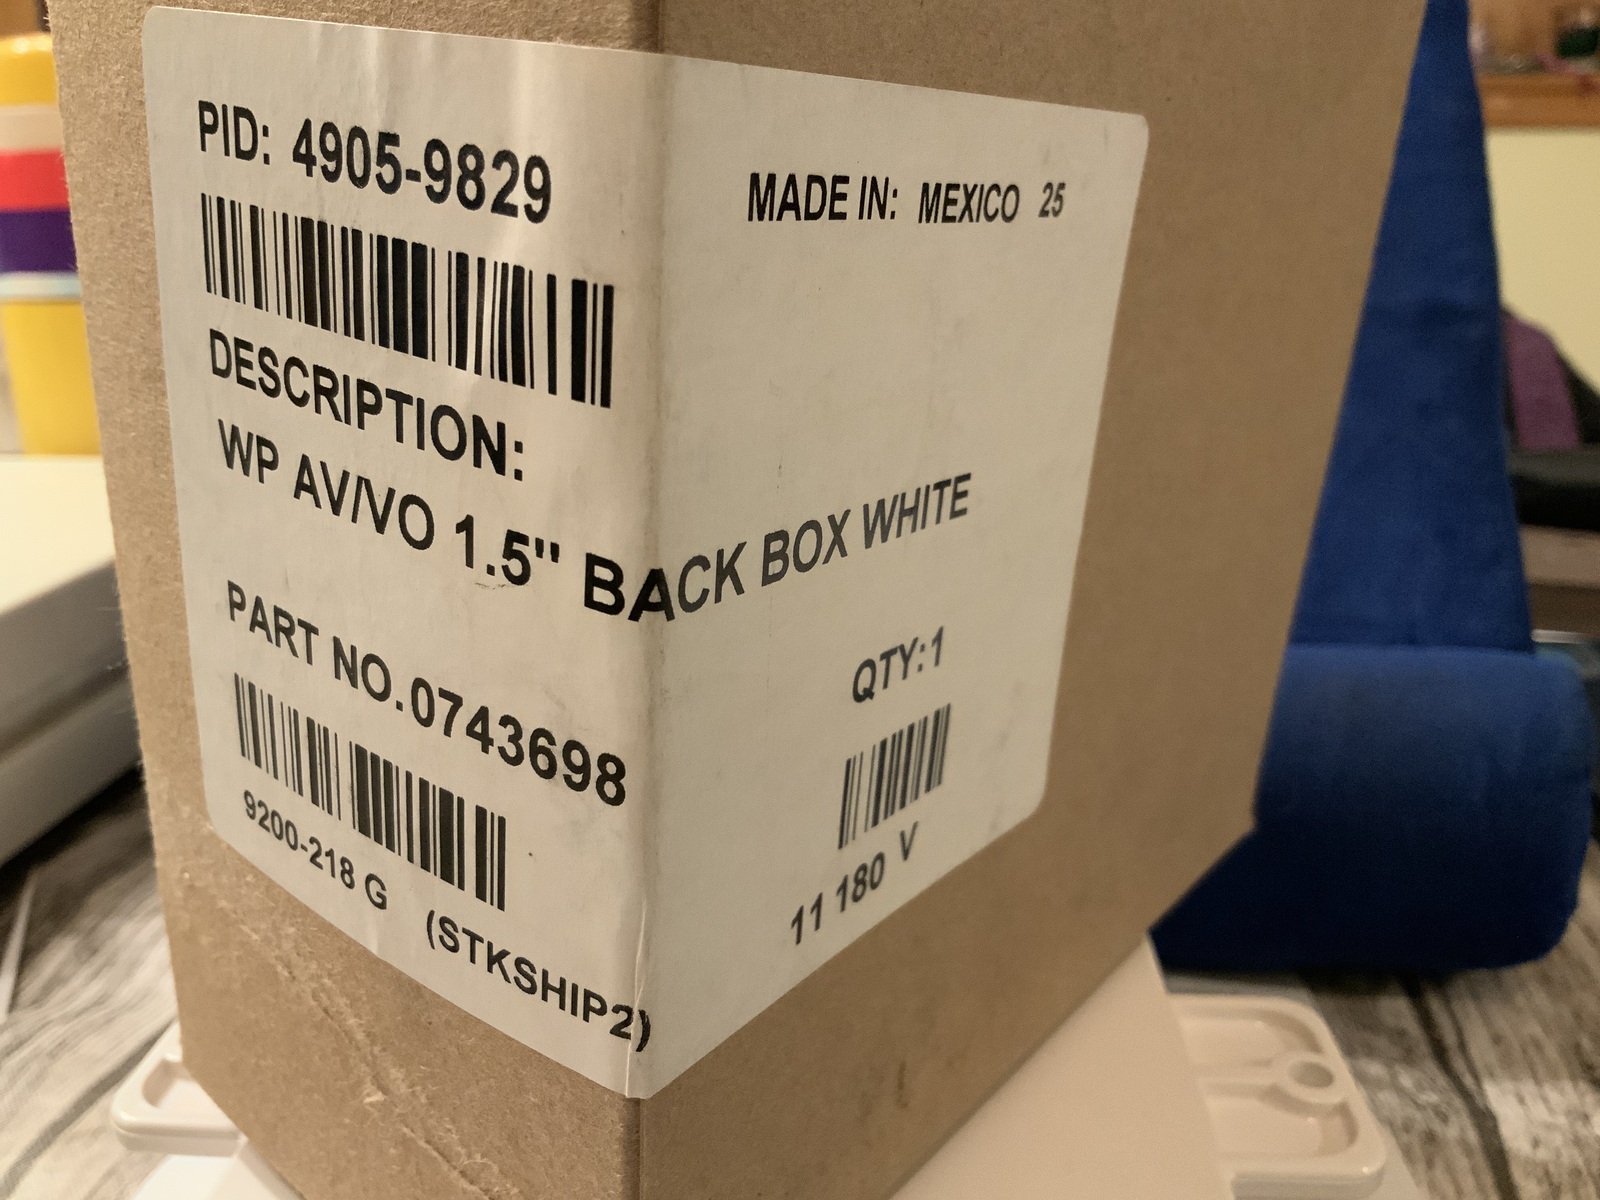 PID: 4905-9829
MADE IN: MEXICO 25
DESCRIPTION:
WP AV/VO 1.5" BACK BOX WHITE
PART NO.0743698
QTY:1
9200-218 G (STKSHIP2)
11 180 V